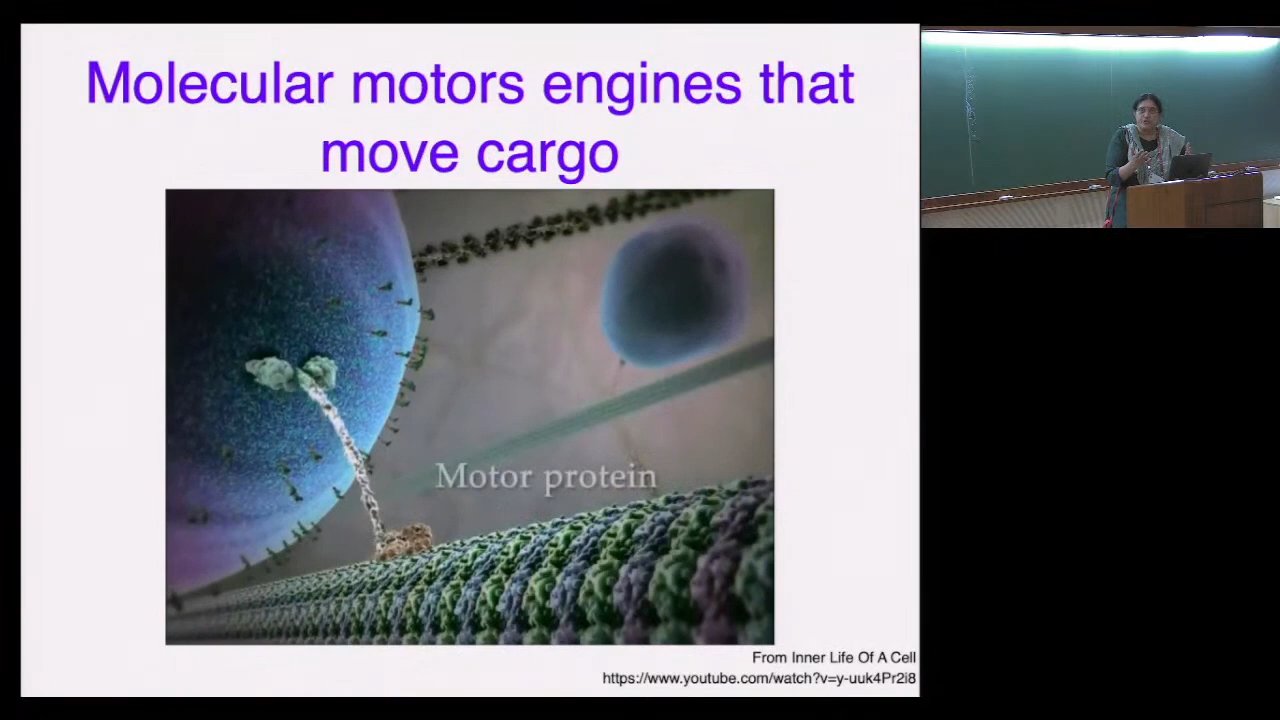 Molecular motors engines that
move cargo
Motor protein
From Inner Life Of A Cell
https://www.youtube.com/watch?v=y-uuk4Pr2i8